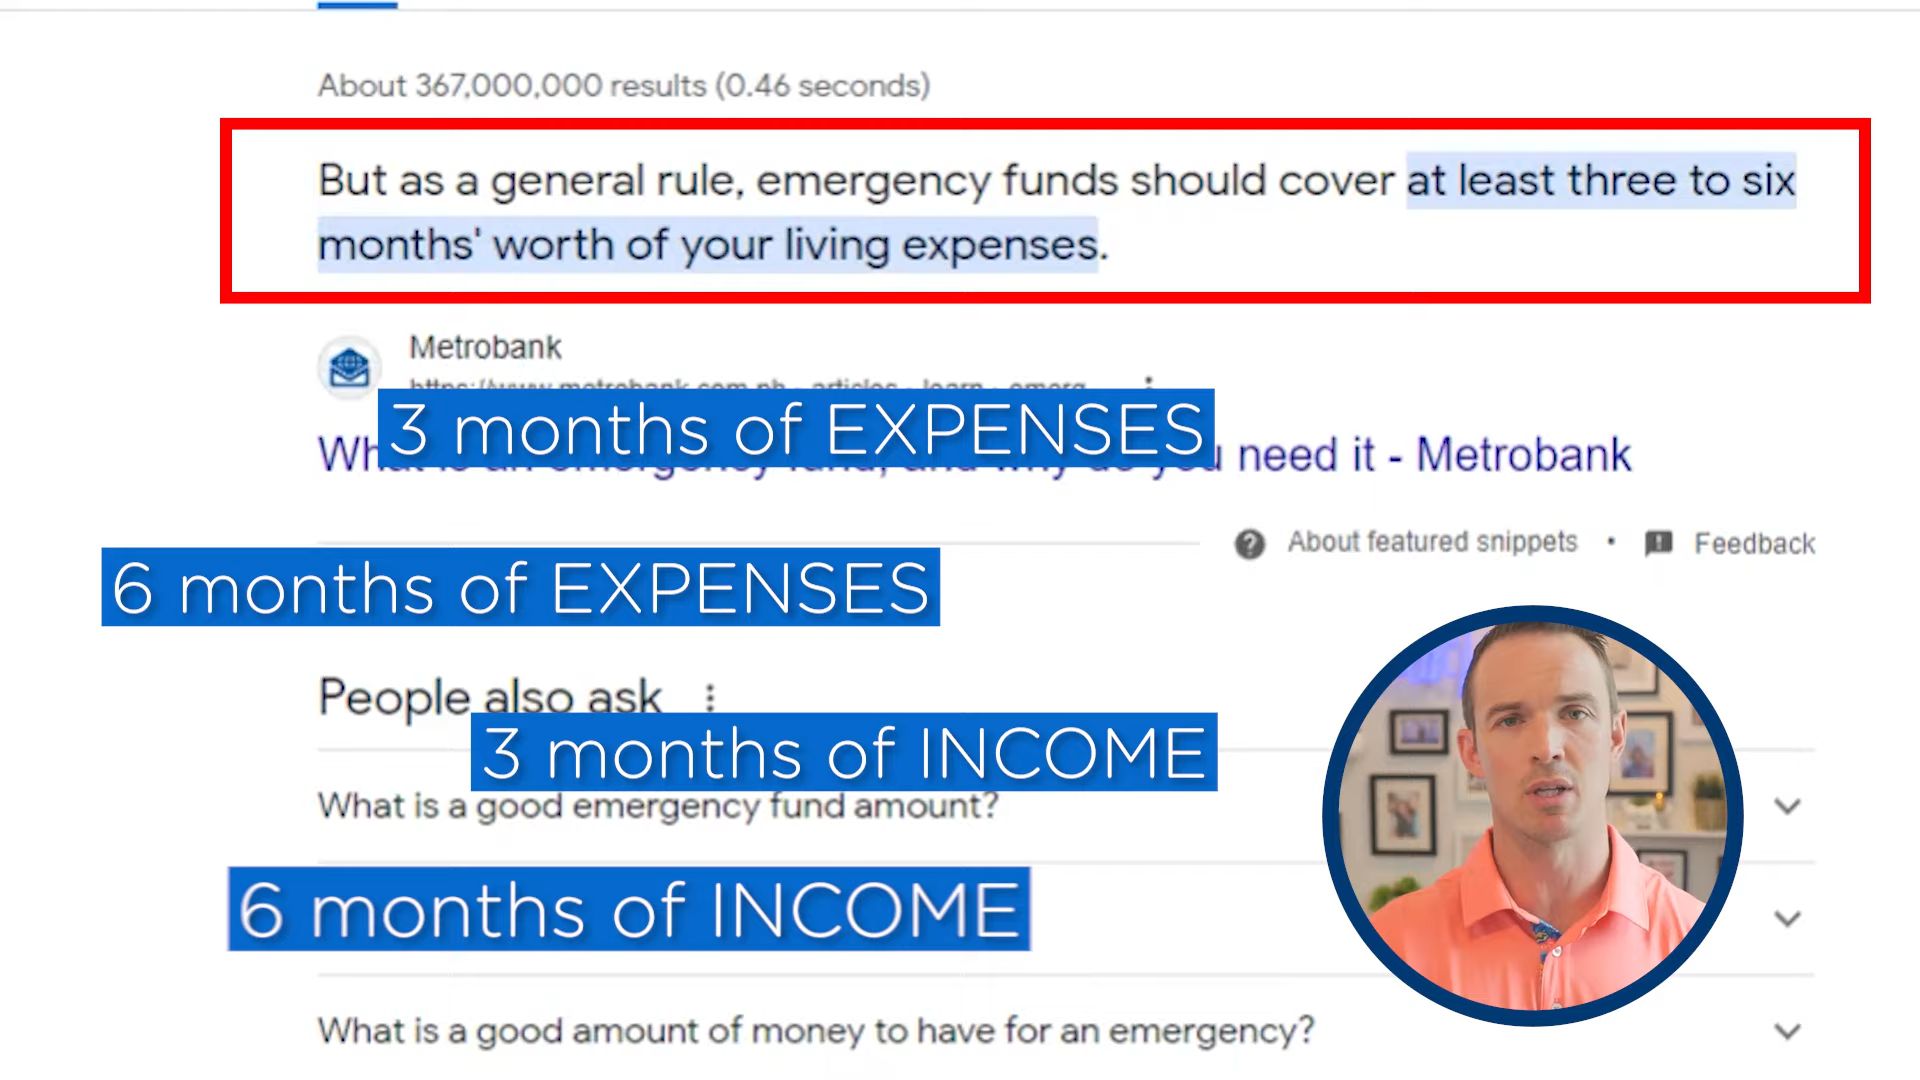 About 367,000,000 results (0.46 seconds)
But as a general rule, emergency funds should cover at least three to six
months' worth of your living expenses.
Metrobank
3 months of EXPENSES
need it - Metrobank
About featured snippets • Feedback
6 months of EXPENSES
People also ask
3 months of INCOME
What is a good emergency fund amount?
6 months of INCOME
What is a good amount of money to have for an emergency?